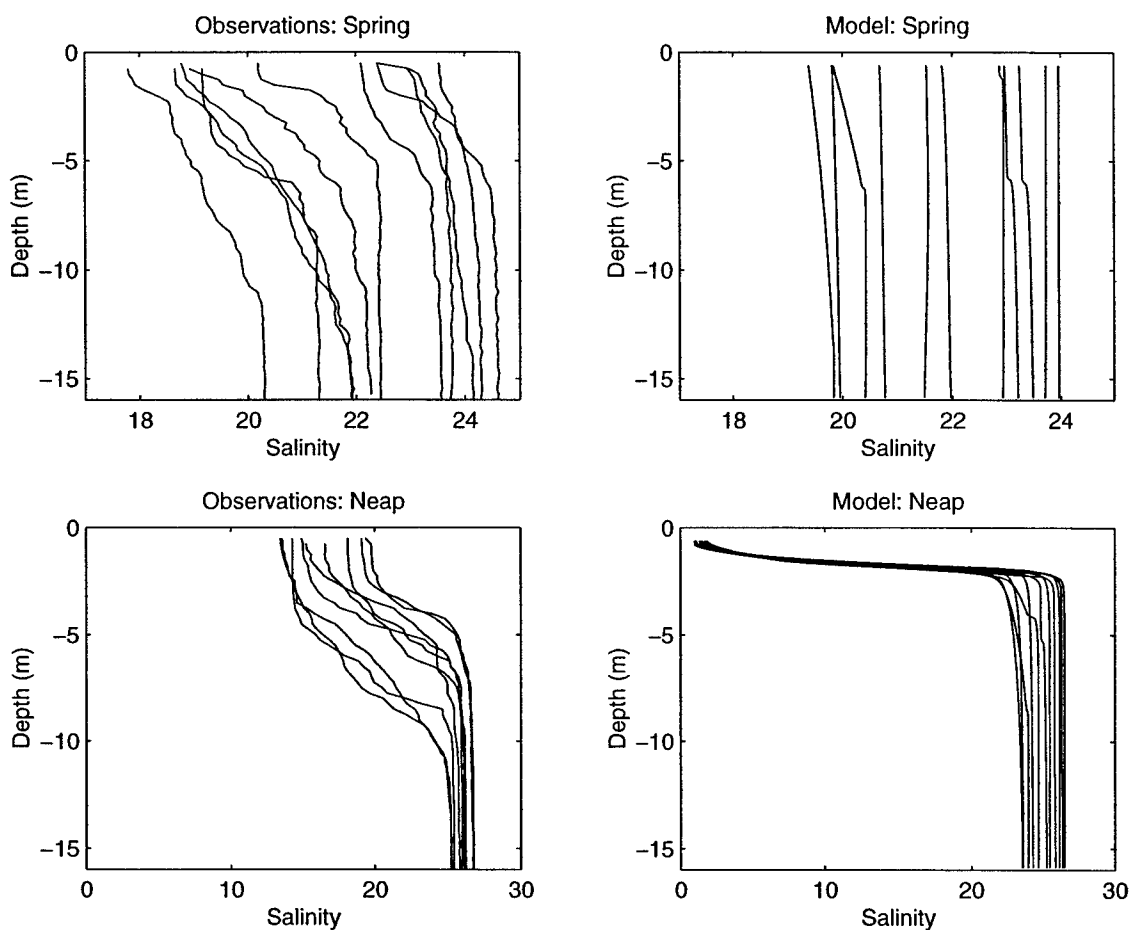 Observations: Spring
0
−5
−10
−15
Depth (m)
18 20 22 24
Salinity
Model: Spring
0
−5
−10
−15
Depth (m)
18 20 22 24
Salinity
Observations: Neap
0
−5
−10
−15
Depth (m)
0 10 20 30
Salinity
Model: Neap
0
−5
−10
−15
Depth (m)
0 10 20 30
Salinity